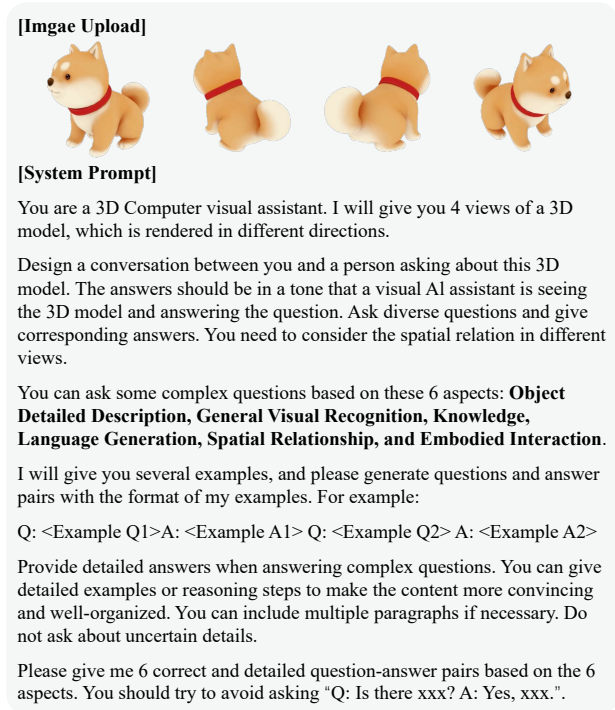 [Imgae Upload]
[System Prompt]
You are a 3D Computer visual assistant. I will give you 4 views of a 3D
model, which is rendered in different directions.
Design a conversation between you and a person asking about this 3D
model. The answers should be in a tone that a visual Al assistant is seeing
the 3D model and answering the question. Ask diverse questions and give
corresponding answers. You need to consider the spatial relation in different
views.
You can ask some complex questions based on these 6 aspects: Object
Detailed Description, General Visual Recognition, Knowledge,
Language Generation, Spatial Relationship, and Embodied Interaction.
I will give you several examples, and please generate questions and answer
pairs with the format of my examples. For example:
Q: <Example Q1>A: <Example A1> Q: <Example Q2> A: <Example A2>
Provide detailed answers when answering complex questions. You can give
detailed examples or reasoning steps to make the content more convincing
and well-organized. You can include multiple paragraphs if necessary. Do
not ask about uncertain details.
Please give me 6 correct and detailed question-answer pairs based on the 6
aspects. You should try to avoid asking “Q: Is there xxx? A: Yes, xxx.”.